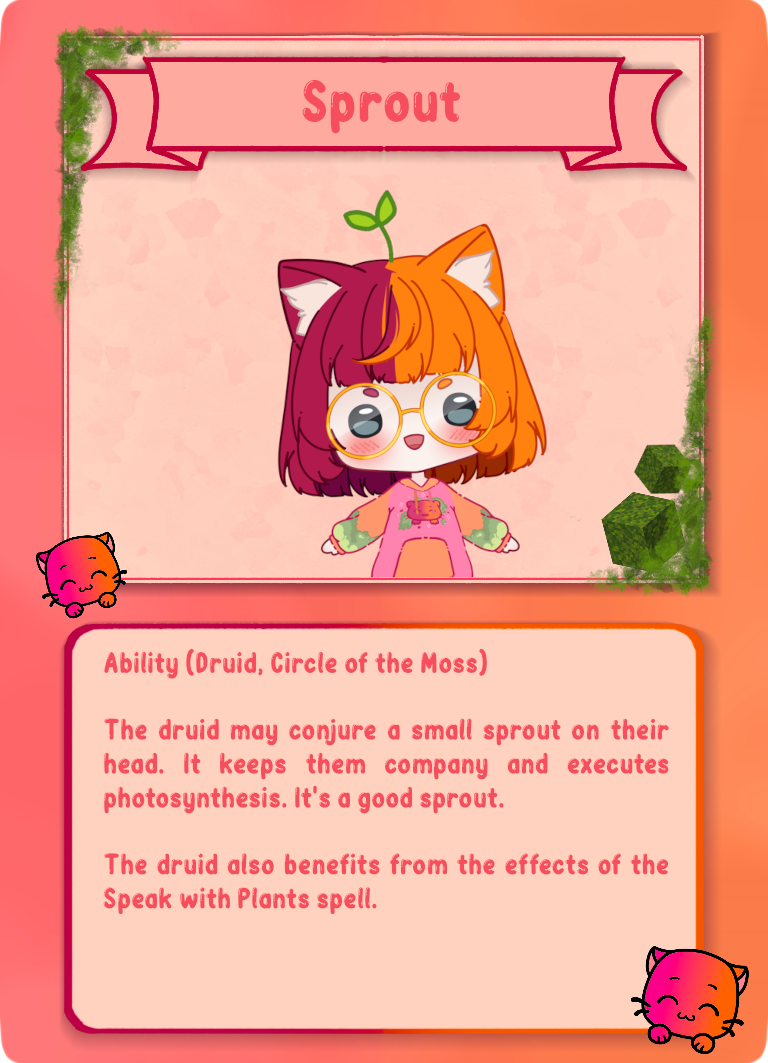 Sprout
Ability (Druid, Circle of the Moss)
The druid may conjure a small sprout on their
head. It keeps them company and executes
photosynthesis. It's a good sprout.
The druid also benefits from the effects of the
Speak with Plants spell.